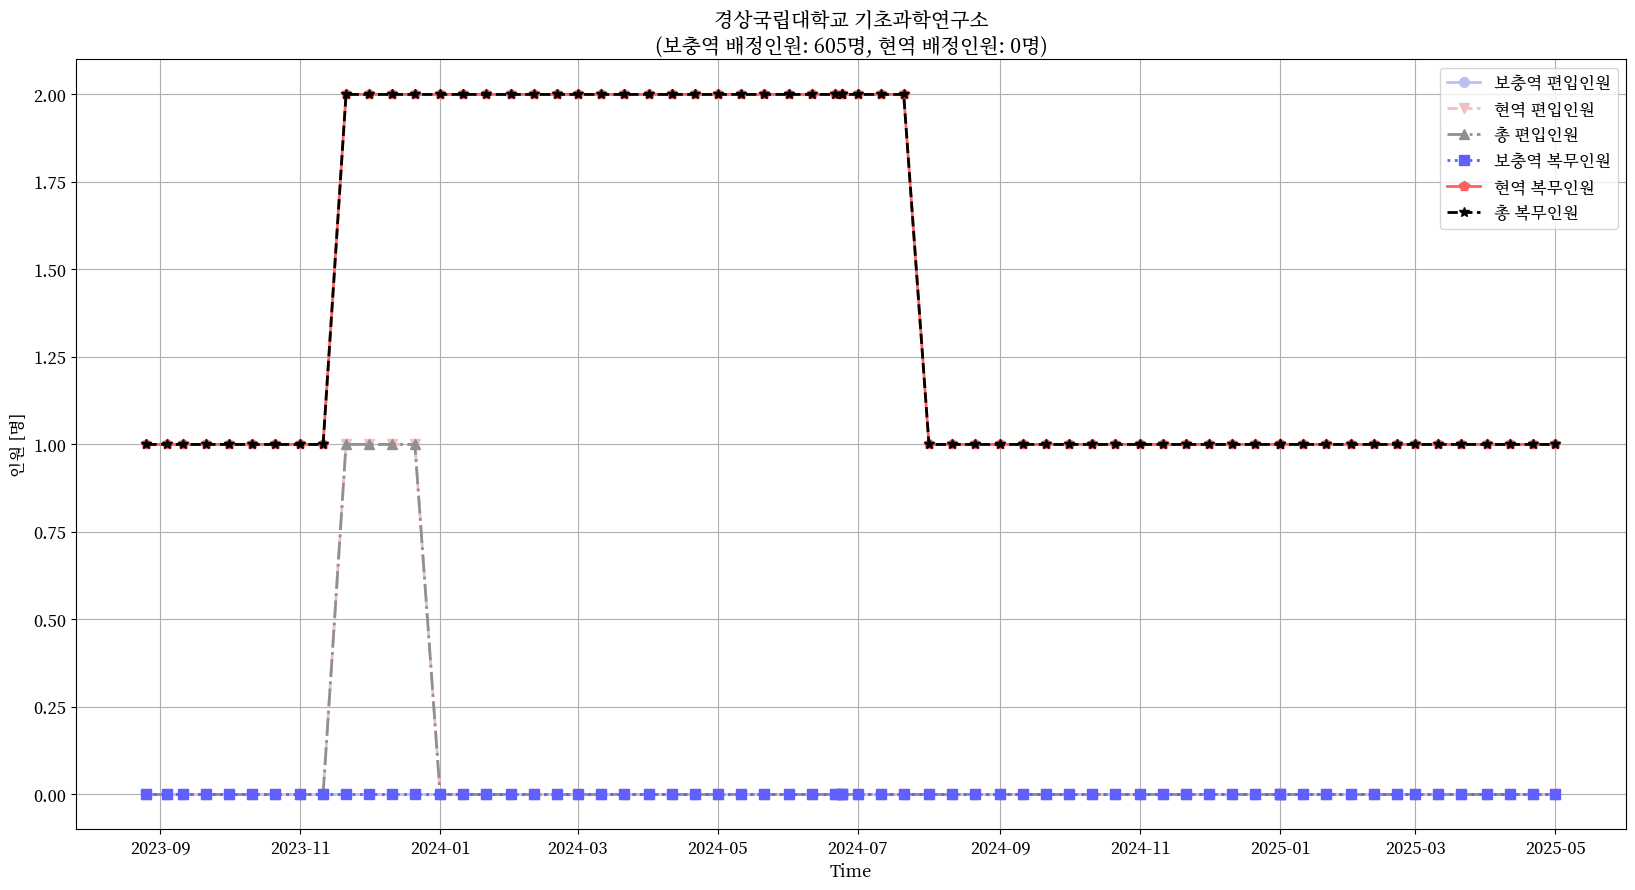 경상국립대학교 기초과학연구소
(보충역 배정인원: 605명, 현역 배정인원: 0명)
보충역 편입인원
현역 편입인원
총 편입인원
보충역 복무인원
현역 복무인원
총 복무인원
2.00
1.75
1.50
1.25
1.00
0.75
0.50
0.25
0.00
인원 [명]
2023-09 2023-11 2024-01 2024-03 2024-05 2024-07 2024-09 2024-11 2025-01 2025-03 2025-05
Time